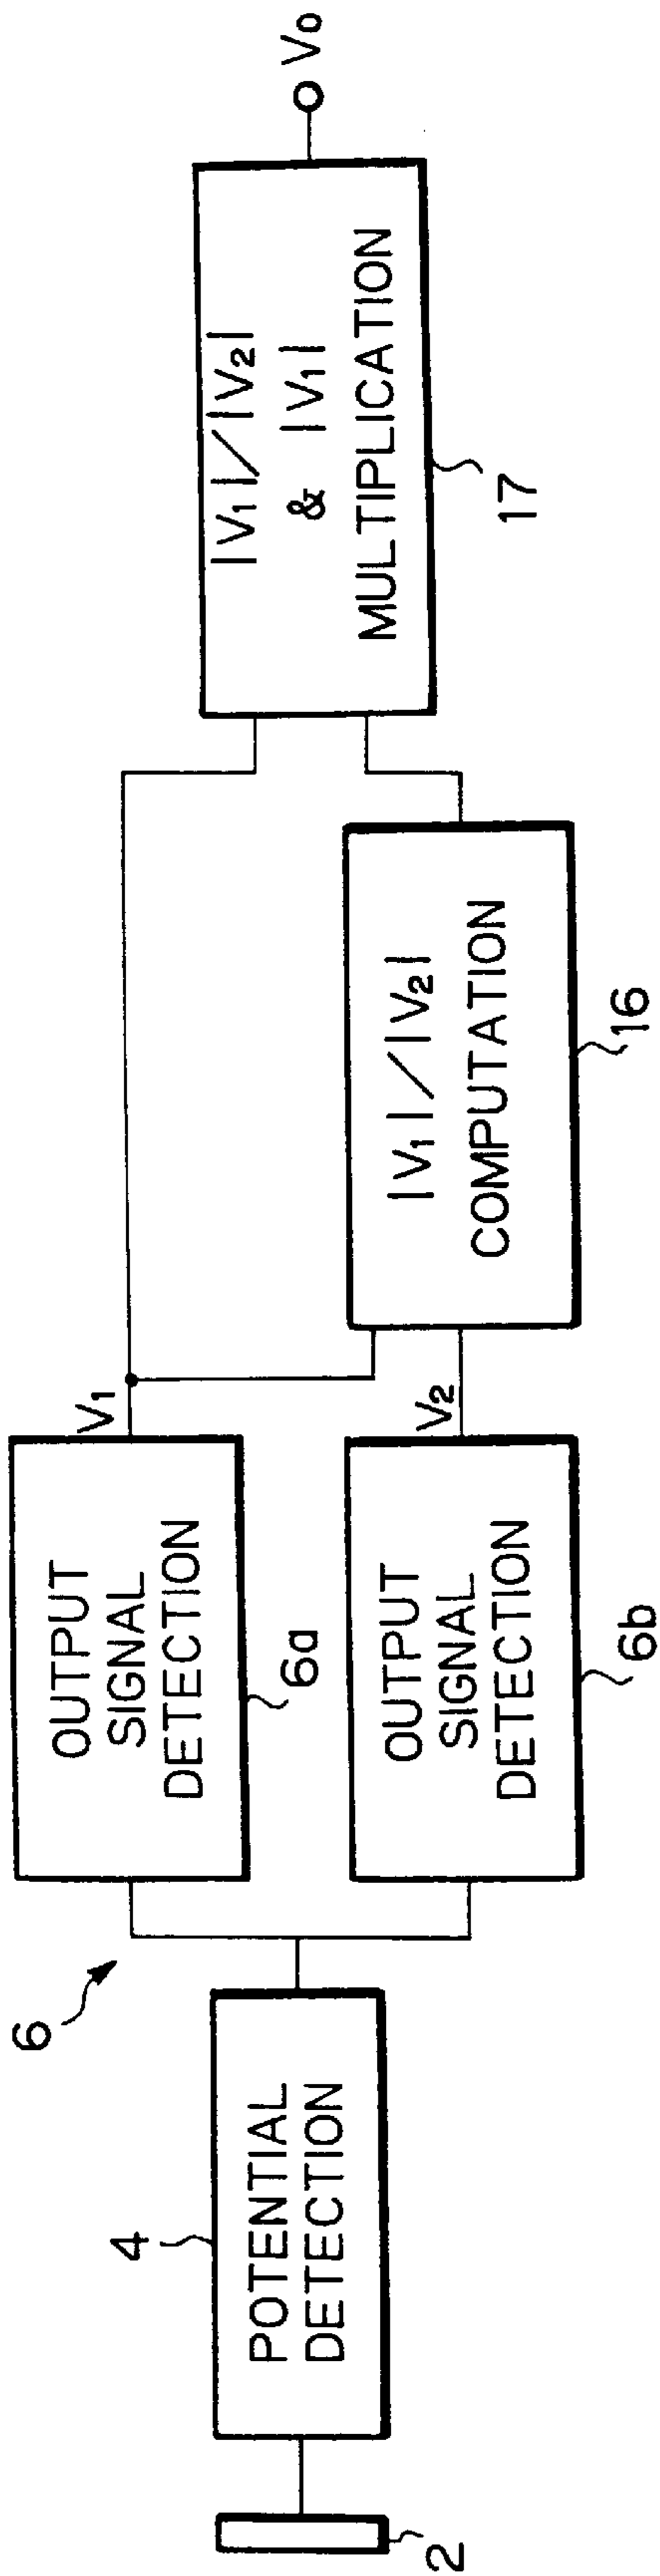 2
4
POTENTIAL
DETECTION
6
OUTPUT
SIGNAL
DETECTION
6a
V1
OUTPUT
SIGNAL
DETECTION
6b
V2
|V1|/|V2|
COMPUTATION
16
|V1|/|V2|
& |V1|
MULTIPLICATION
17
V0